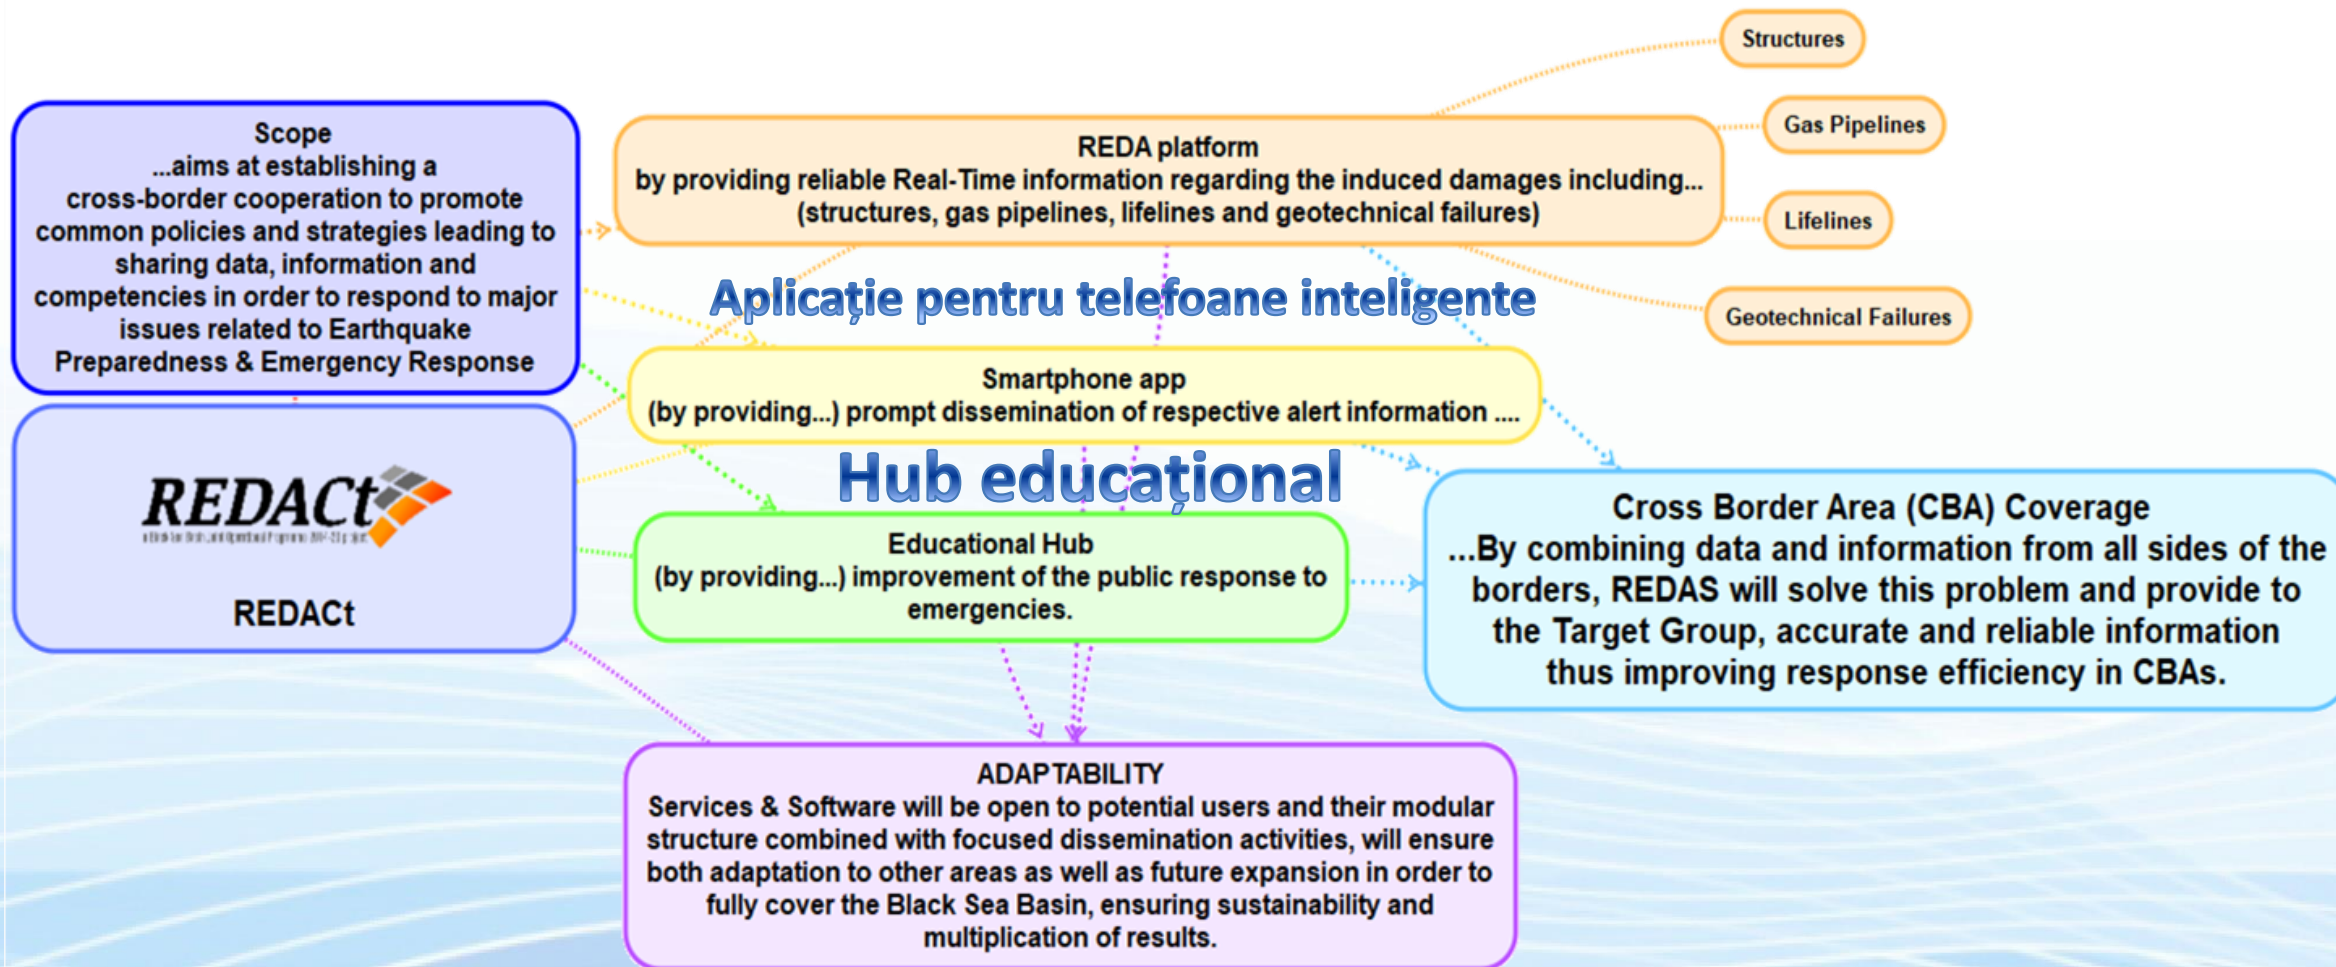 Structures
Gas Pipelines
Lifelines
Geotechnical Failures
Scope
...aims at establishing a
cross-border cooperation to promote
common policies and strategies leading to
sharing data, information and
competencies in order to respond to major
issues related to Earthquake
Preparedness & Emergency Response
REDA platform
by providing reliable Real-Time information regarding the induced damages including...
(structures, gas pipelines, lifelines and geotechnical failures)
Aplicație pentru telefoane inteligente
Smartphone app
(by providing...) prompt dissemination of respective alert information ....
Hub educațional
REDACt
REDACt
Educational Hub
(by providing...) improvement of the public response to
emergencies.
Cross Border Area (CBA) Coverage
...By combining data and information from all sides of the
borders, REDAS will solve this problem and provide to
the Target Group, accurate and reliable information
thus improving response efficiency in CBAs.
ADAPTABILITY
Services & Software will be open to potential users and their modular
structure combined with focused dissemination activities, will ensure
both adaptation to other areas as well as future expansion in order to
fully cover the Black Sea Basin, ensuring sustainability and
multiplication of results.